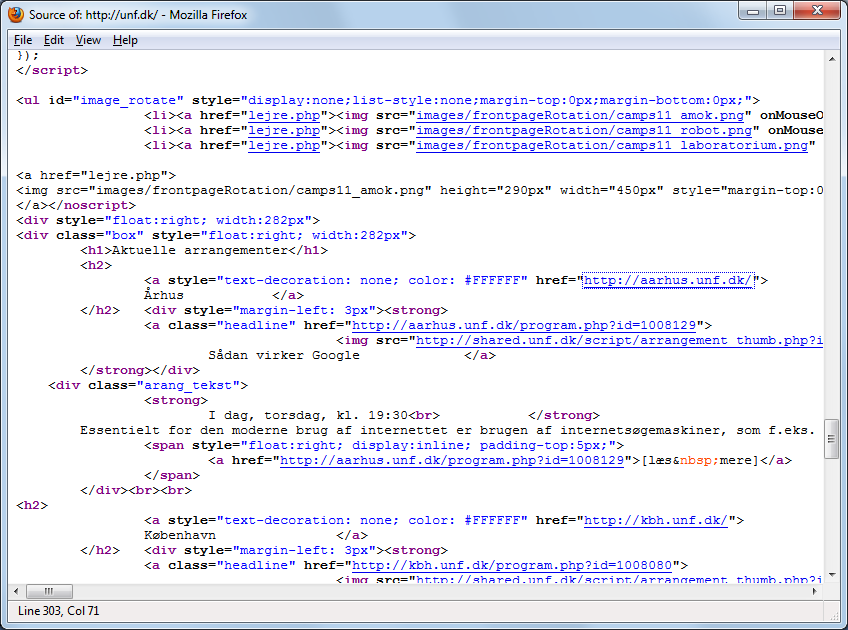 Source of: http://unf.dk/ - Mozilla Firefox
File Edit View Help
});
</script>
<ul id="image_rotate" style="display:none;list-style:none;margin-top:0px;margin-bottom:0px;">
<li><a href="lejre.php"><img src="images/frontpageRotation/camps11_amok.png" onMouseO
<li><a href="lejre.php"><img src="images/frontpageRotation/camps11_robot.png" onMouse
<li><a href="lejre.php"><img src="images/frontpageRotation/camps11_laboratorium.png"
<a href="lejre.php">
<img src="images/frontpageRotation/camps11_amok.png" height="290px" width="450px" style="margin-top:0
</a></noscript>
<div style="float:right; width:282px">
<div class="box" style="float:right; width:282px">
<h1>Aktuelle arrangementer</h1>
<h2>
<a style="text-decoration: none; color: #FFFFFF" href="http://aarhus.unf.dk/">
Århus </a>
</h2> <div style="margin-left: 3px"><strong>
<a class="headline" href="http://aarhus.unf.dk/program.php?id=1008129">
<img src="http://shared.unf.dk/script/arrangement_thumb.php?i
Sådan virker Google </a>
</strong></div>
<div class="arang_tekst">
<strong>
I dag, torsdag, kl. 19:30<br> </strong>
Essentielt for den moderne brug af internettet er brugen af internetsøgemaskiner, som f.eks.
<span style="float:right; display:inline; padding-top:5px;">
<a href="http://aarhus.unf.dk/program.php?id=1008129">[læs&nbsp;mere]</a>
</span>
</div><br><br>
<h2>
<a style="text-decoration: none; color: #FFFFFF" href="http://kbh.unf.dk/">
København </a>
</h2> <div style="margin-left: 3px"><strong>
<a class="headline" href="http://kbh.unf.dk/program.php?id=1008080">
<img src="http://shared.unf.dk/script/arrangement_thumb.php?i
Line 303, Col 71